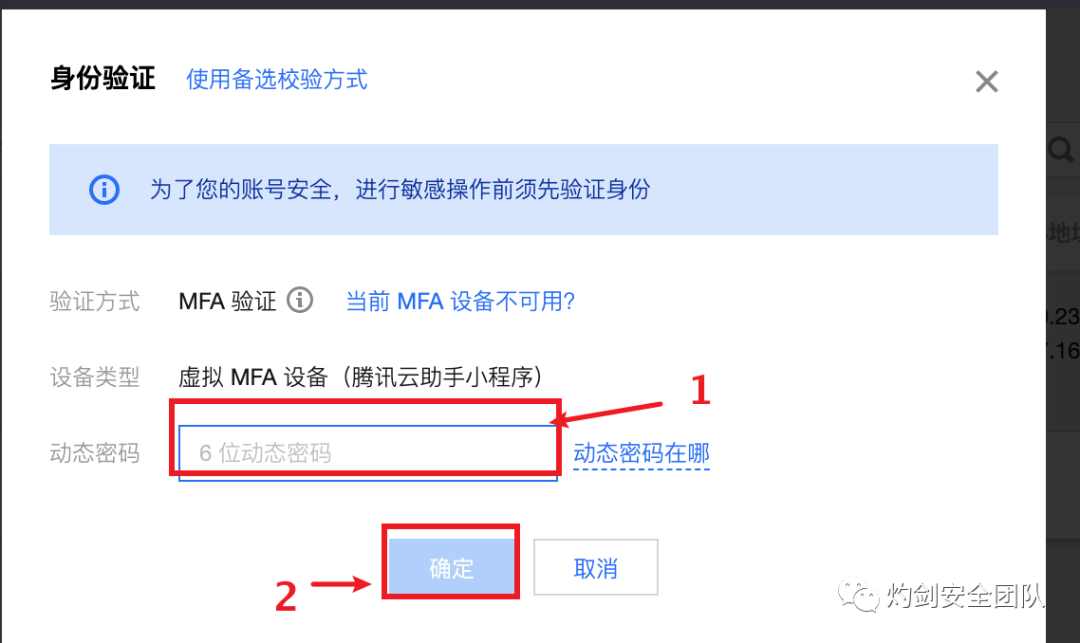 身份验证 使用备选校验方式
为了您的账号安全，进行敏感操作前须先验证身份
验证方式 MFA 验证 当前 MFA 设备不可用?
设备类型 虚拟 MFA 设备（腾讯云助手小程序）
1
动态密码 6 位动态密码 动态密码在哪
确定 取消
2
灼剑安全团队
.23
.16